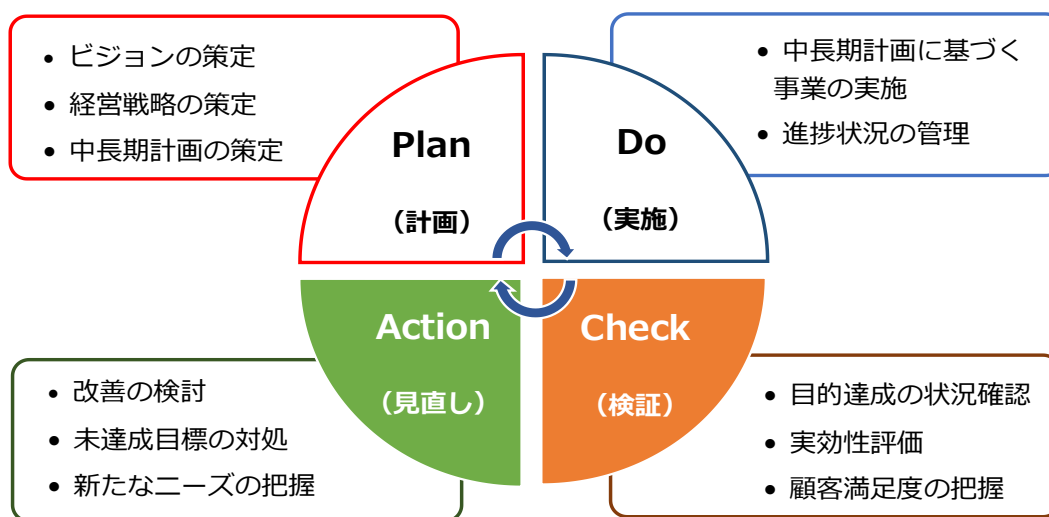 • ビジョンの策定
• 経営戦略の策定
• 中長期計画の策定
Plan
（計画）
• 中長期計画に基づく
事業の実施
• 進捗状況の管理
Do
（実施）
Action
（見直し）
• 改善の検討
• 未達成目標の対処
• 新たなニーズの把握
Check
（検証）
• 目的達成の状況確認
• 実効性評価
• 顧客満足度の把握